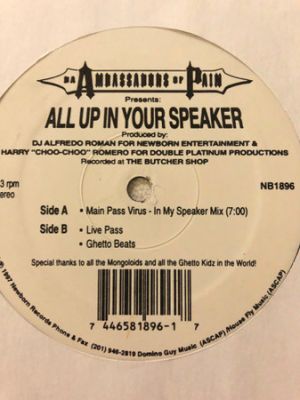 DA AMBASSADORS OF PAIN
Presents:
ALL UP IN YOUR SPEAKER
Produced by:
DJ ALFREDO ROMAN FOR NEWBORN ENTERTAINMENT &
HARRY "CHOO-CHOO" ROMERO FOR DOUBLE PLATINUM PRODUCTIONS
Recorded at THE BUTCHER SHOP
3 rpm
tereo
NB1896
Side A • Main Pass Virus - In My Speaker Mix (7:00)
Side B • Live Pass
• Ghetto Beats
Special thanks to all the Mongoloids and all the Ghetto Kidz in the World!
7 46581896-1 7
1997 Newborn Records Phone & Fax (201) 946-2819 Domino Guy Music (ASCAP)/House Fly Music (ASCAP)